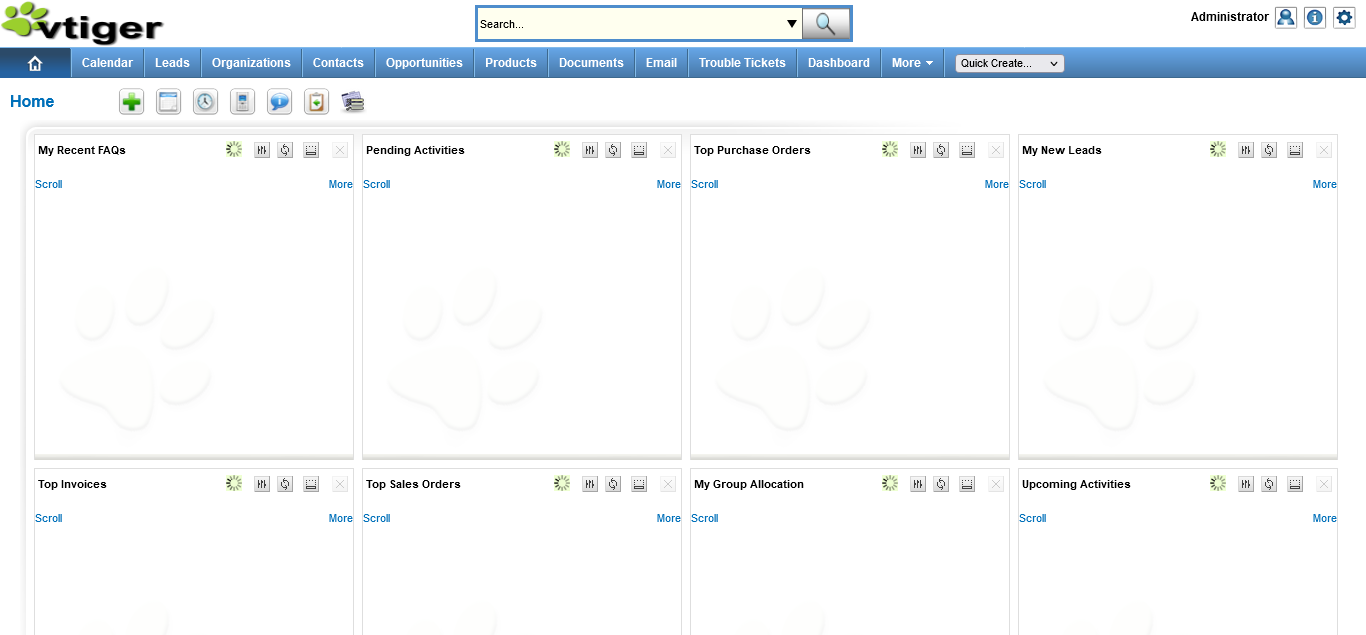 vtiger
Search...
Administrator
Calendar Leads Organizations Contacts Opportunities Products Documents Email Trouble Tickets Dashboard More Quick Create...
Home
My Recent FAQs Pending Activities Top Purchase Orders My New Leads
Scroll More Scroll More Scroll More Scroll More
Top Invoices Top Sales Orders My Group Allocation Upcoming Activities
Scroll More Scroll More Scroll Scroll More